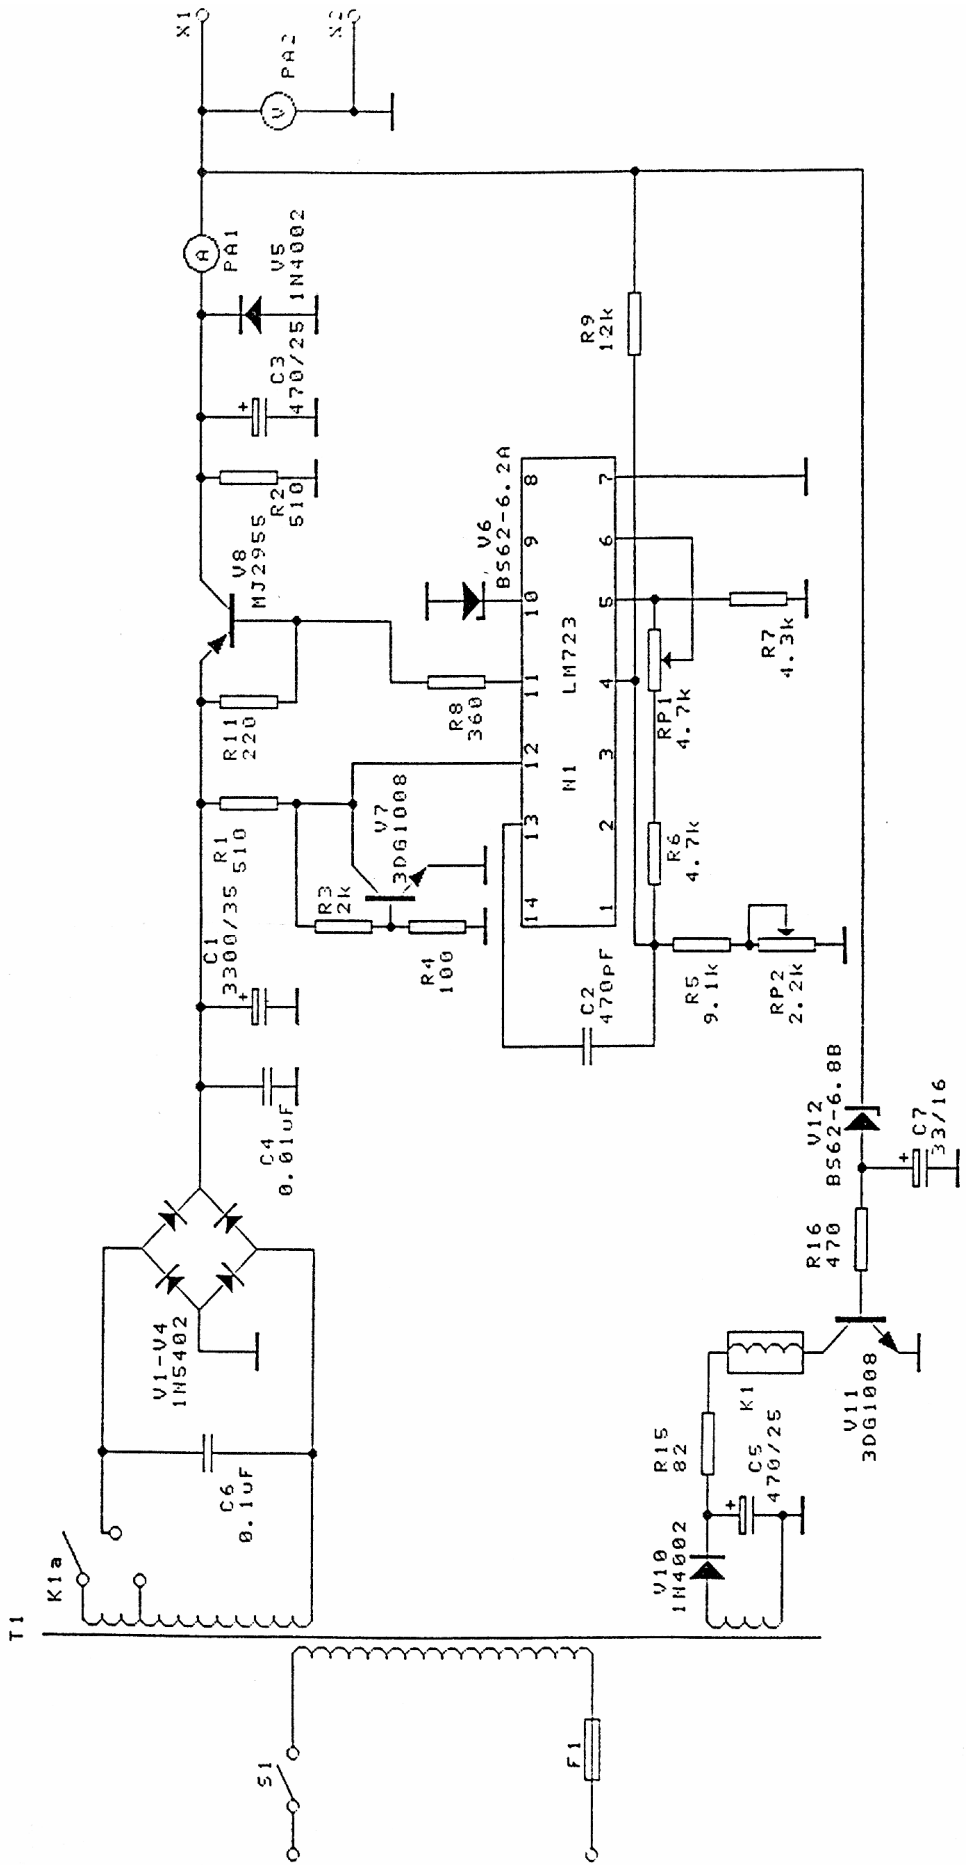 T1
S1
F1
K1a
C6
0.1uF
V1-V4
1N5402
C4
0.01uF
C1
3300/35
R1
510
R11
220
V8
MJ2955
R2
510
C3
470/25
V5
1N4002
A
PA1
V
PA2
X1
X2
R3
2k
R4
100
V7
3DG1008
R8
360
V6
BS62-6.2A
14
13
12
11
10
9
8
N1
LM723
1
2
3
4
5
6
7
C2
470pF
R6
4.7k
RP1
4.7k
R7
4.3k
R9
12k
R5
9.1k
RP2
2.2k
V10
1N4002
C5
470/25
R15
82
K1
V11
3DG1008
R16
470
V12
BS62-6.8B
C7
33/16